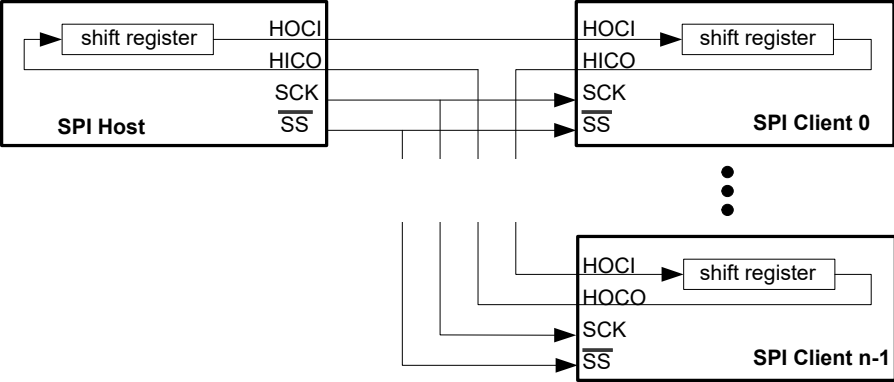 shift register
HOCI
HICO
SCK
SS
SPI Host
HOCI
shift register
HICO
SCK
SS
SPI Client 0
HOCI
shift register
HOCO
SCK
SS
SPI Client n-1